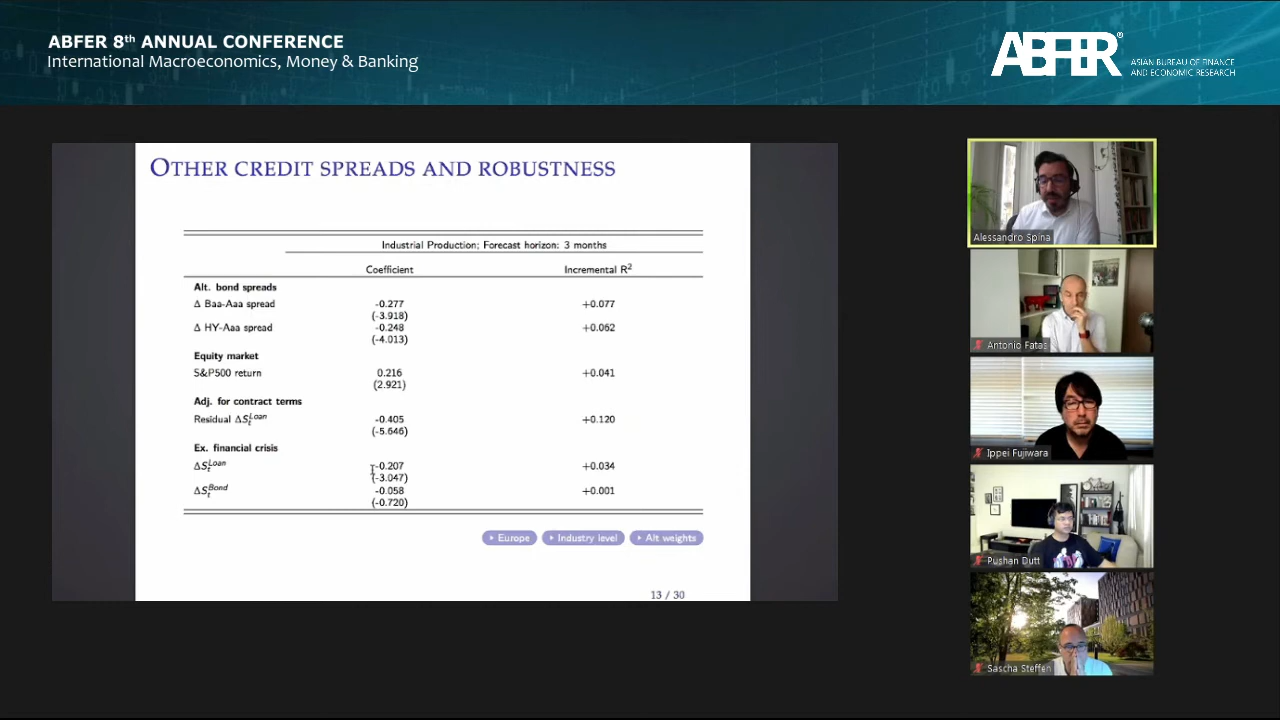 ABFER 8th ANNUAL CONFERENCE
International Macroeconomics, Money & Banking
ABFER®
ASIAN BUREAU OF FINANCE
AND ECONOMIC RESEARCH
OTHER CREDIT SPREADS AND ROBUSTNESS
Industrial Production; Forecast horizon: 3 months
Coefficient Incremental R²
Alt. bond spreads
Δ Baa-Aaa spread -0.277 +0.077
(-3.918)
Δ HY-Aaa spread -0.248 +0.062
(-4.013)
Equity market
S&P500 return 0.216 +0.041
(2.921)
Adj. for contract terms
Residual ΔS_t^Loan -0.405 +0.120
(-5.646)
Ex. financial crisis
ΔS_t^Loan -0.207 +0.034
(-3.047)
ΔS_t^Bond -0.058 +0.001
(-0.720)
Europe Industry level Alt weights
13 / 30
Alessandro Spina
Antonio Fatas
Ippei Fujiwara
Pushan Dutt
Sascha Steffen